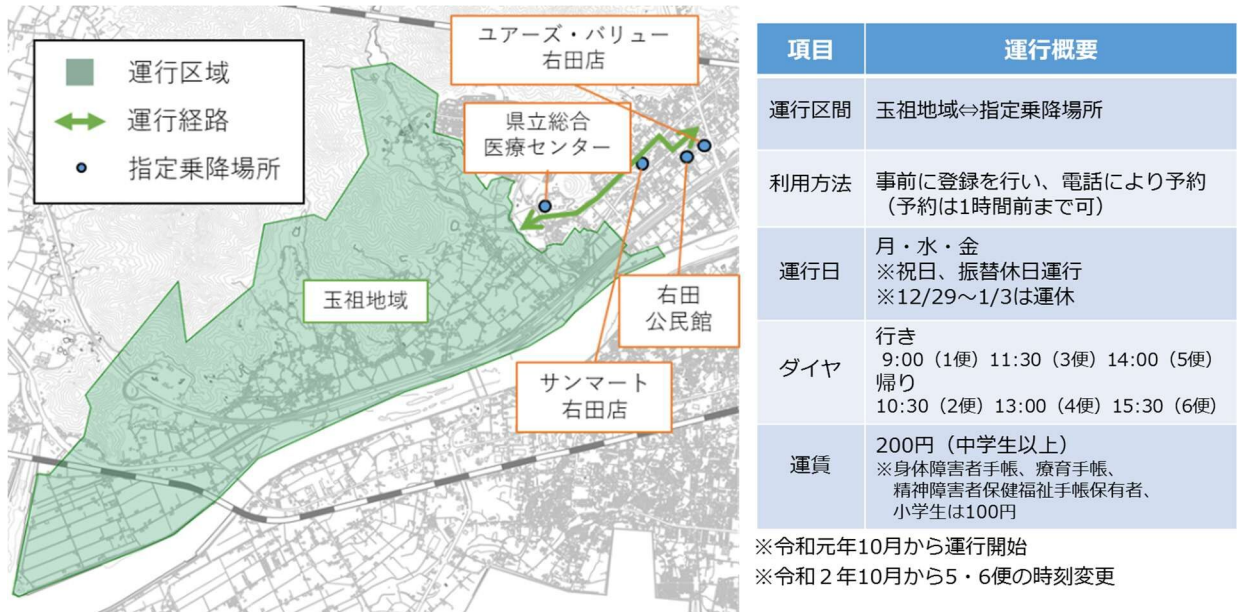 運行区域
運行経路
指定乗降場所
ユアーズ・バリュー
右田店
県立総合
医療センター
玉祖地域
右田
公民館
サンマート
右田店
項目 運行概要
運行区間 玉祖地域⇔指定乗降場所
利用方法 事前に登録を行い、電話により予約
（予約は1時間前まで可）
運行日 月・水・金
※祝日、振替休日運行
※12/29～1/3は運休
ダイヤ 行き
9:00（1便）11:30（3便）14:00（5便）
帰り
10:30（2便）13:00（4便）15:30（6便）
運賃 200円（中学生以上）
※身体障害者手帳、療育手帳、
精神障害者保健福祉手帳保有者、
小学生は100円
※令和元年10月から運行開始
※令和２年10月から5・6便の時刻変更